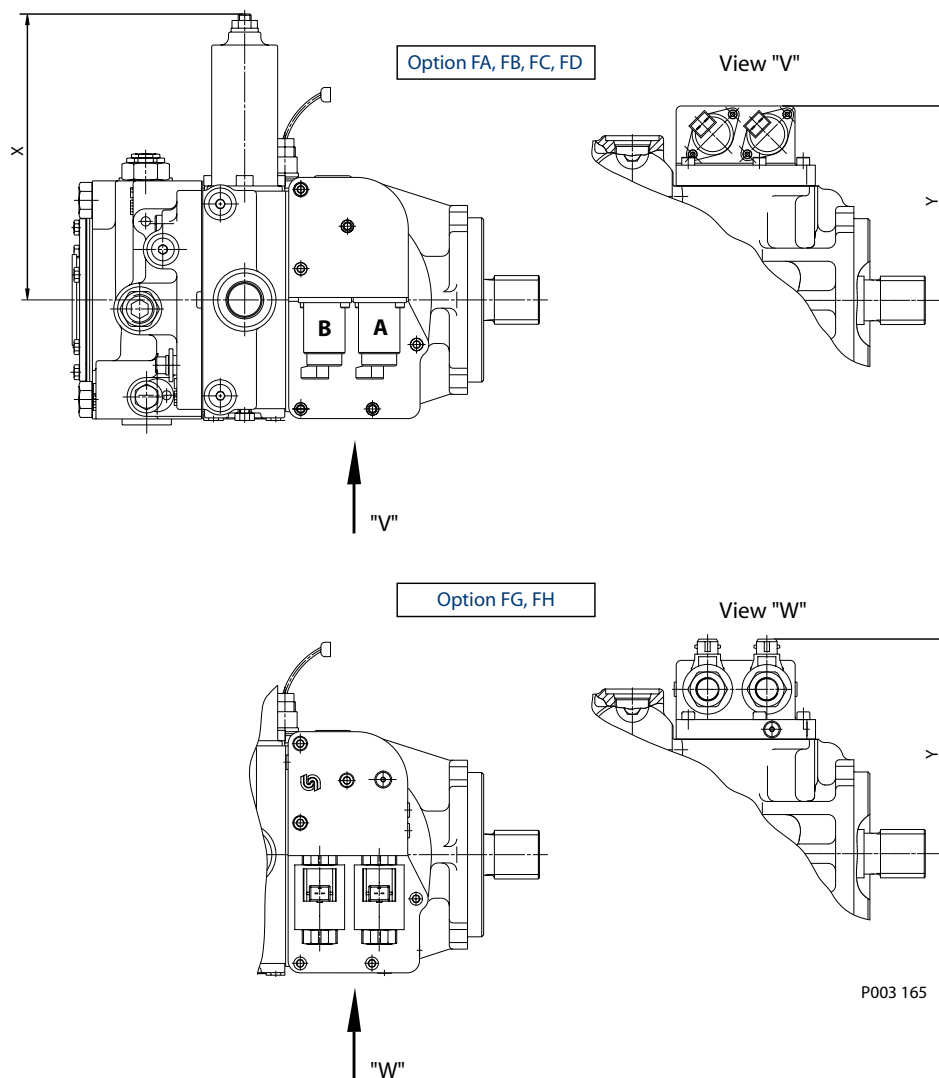 Option FA, FB, FC, FD
View "V"
X
Y
B
A
"V"
Option FG, FH
View "W"
Y
P003 165
"W"